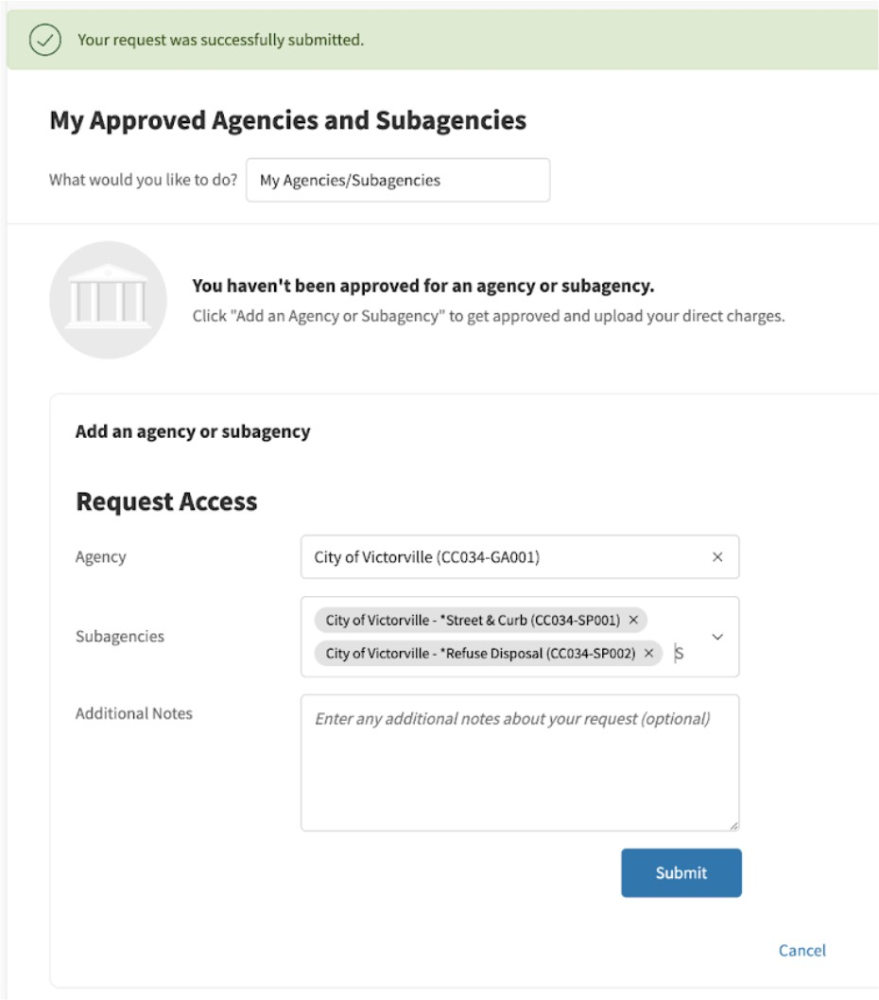 Your request was successfully submitted.
My Approved Agencies and Subagencies
What would you like to do? My Agencies/Subagencies
You haven't been approved for an agency or subagency.
Click "Add an Agency or Subagency" to get approved and upload your direct charges.
Add an agency or subagency
Request Access
Agency City of Victorville (CC034-GA001) ×
Subagencies
City of Victorville - *Street & Curb (CC034-SP001) ×
City of Victorville - *Refuse Disposal (CC034-SP002) × S
Additional Notes Enter any additional notes about your request (optional)
Submit
Cancel